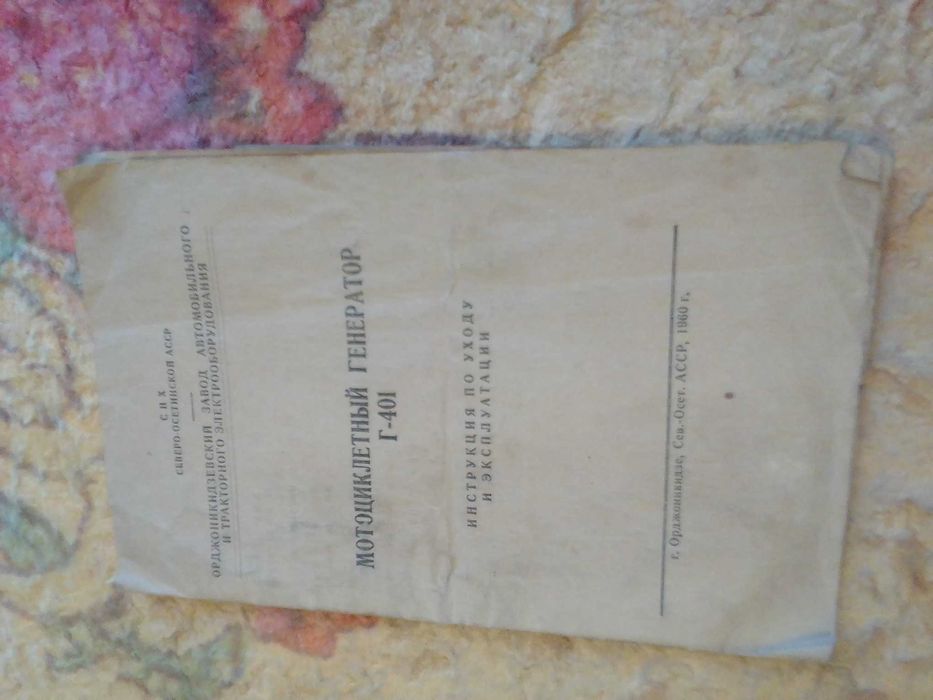 СНХ
СЕВЕРО-ОСЕТИНСКОЙ АССР
ОРДЖОНИКИДЗЕВСКИЙ ЗАВОД АВТОМОБИЛЬНОГО
И ТРАКТОРНОГО ЭЛЕКТРООБОРУДОВАНИЯ
МОТОЦИКЛЕТНЫЙ ГЕНЕРАТОР
Г-401
ИНСТРУКЦИЯ ПО УХОДУ
И ЭКСПЛУАТАЦИИ
г. Орджоникидзе, Сев.-Осет. АССР, 1960 г.